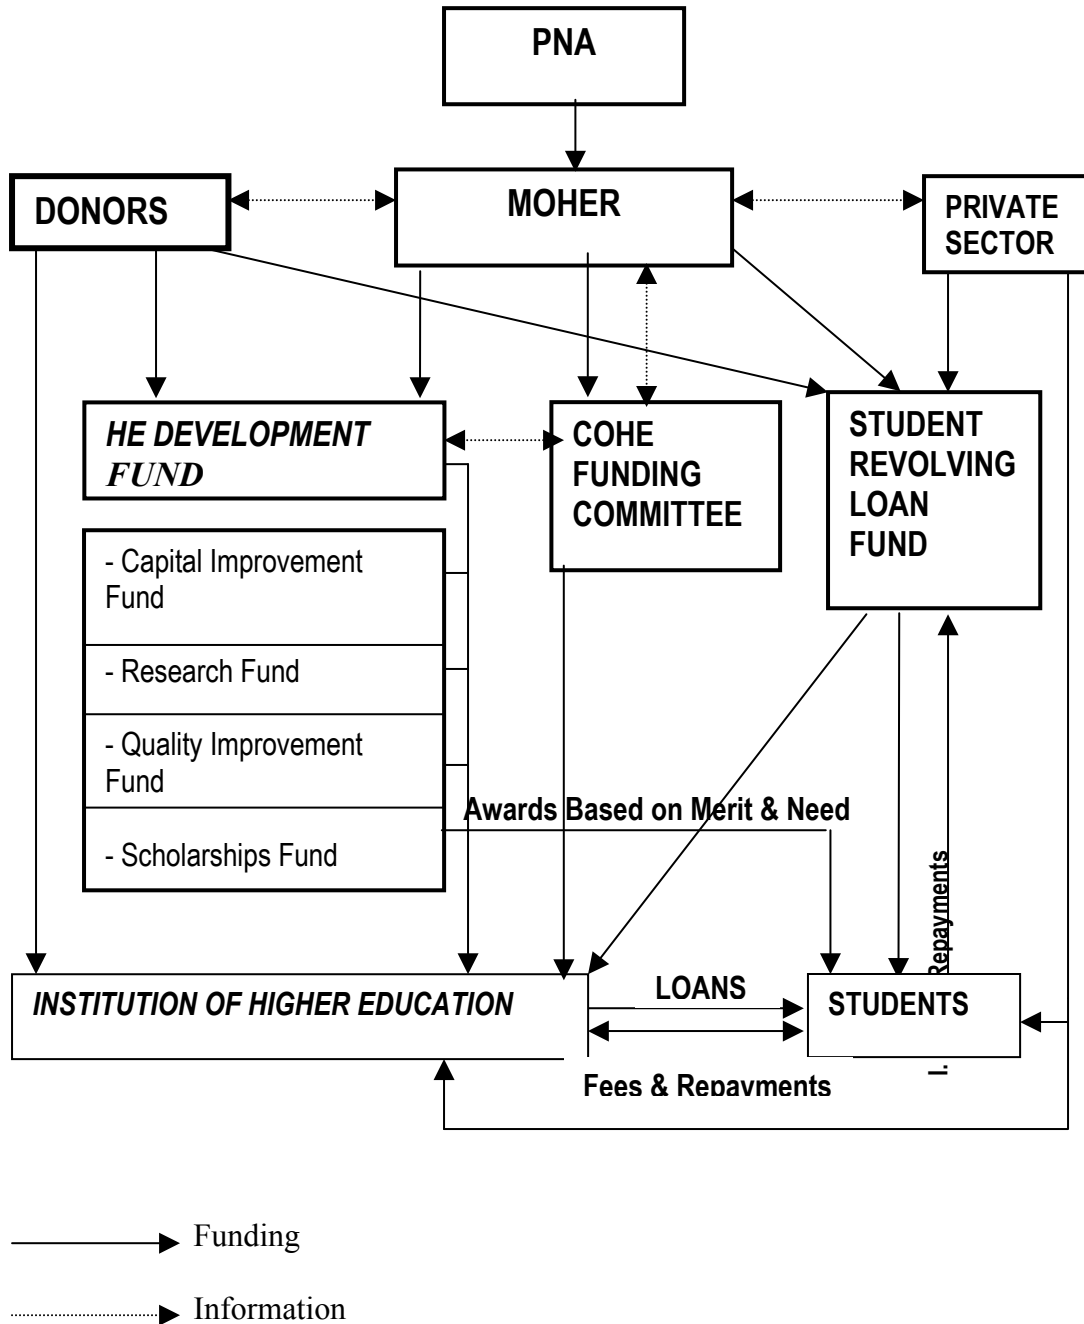 PNA
DONORS
MOHER
PRIVATE
SECTOR
HE DEVELOPMENT
FUND
COHE
FUNDING
COMMITTEE
STUDENT
REVOLVING
LOAN
FUND
- Capital Improvement
Fund
- Research Fund
- Quality Improvement
Fund
- Scholarships Fund
Awards Based on Merit & Need
Repayments
I.
INSTITUTION OF HIGHER EDUCATION
LOANS
STUDENTS
Fees & Repayments
Funding
Information